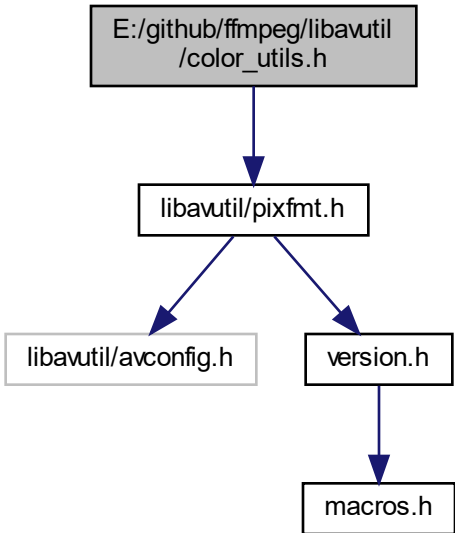 E:/github/ffmpeg/libavutil
/color_utils.h
libavutil/pixfmt.h
libavutil/avconfig.h
version.h
macros.h